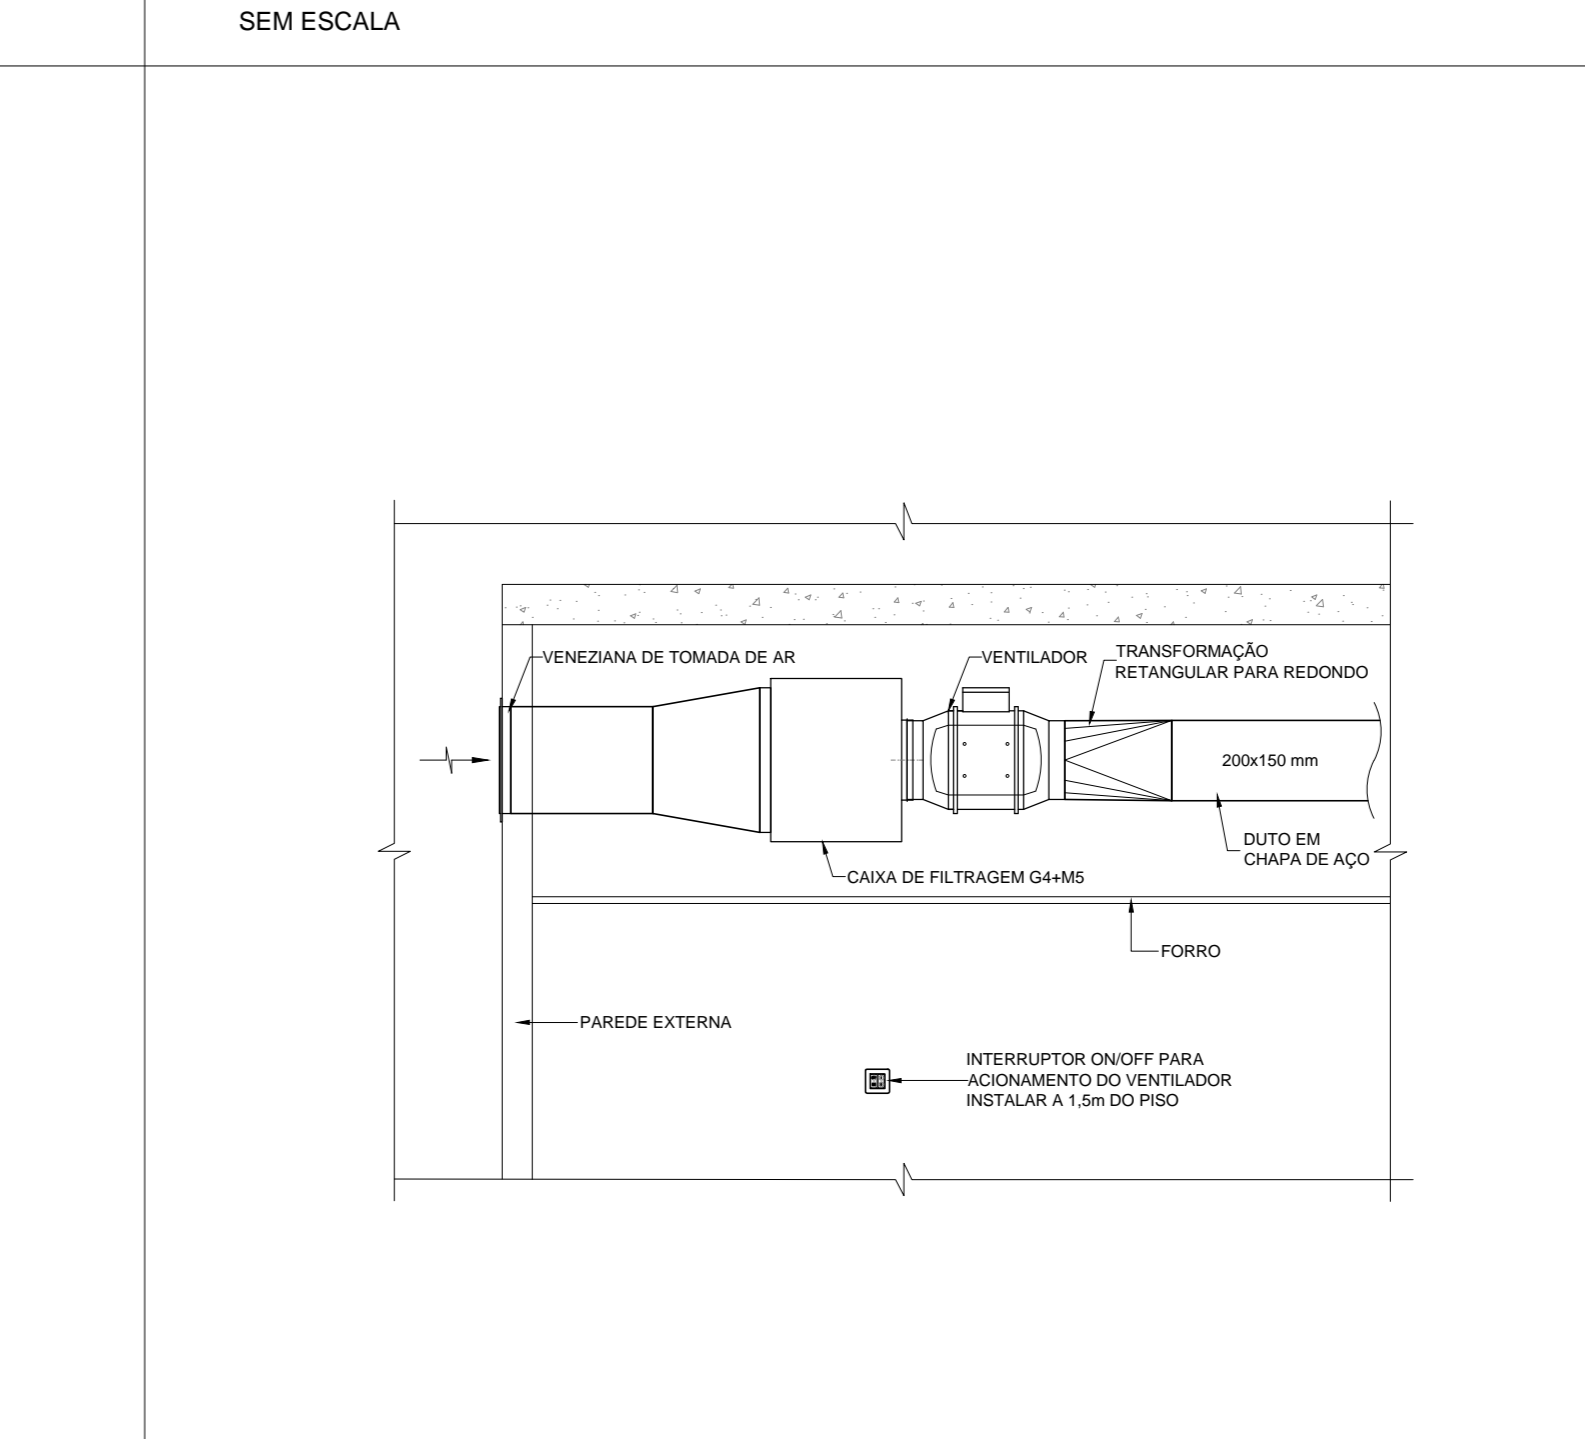 SEM ESCALA
VENEZIANA DE TOMADA DE AR
VENTILADOR
TRANSFORMAÇÃO
RETANGULAR PARA REDONDO
200x150 mm
DUTO EM
CHAPA DE AÇO
CAIXA DE FILTRAGEM G4+M5
FORRO
PAREDE EXTERNA
INTERRUPTOR ON/OFF PARA
ACIONAMENTO DO VENTILADOR
INSTALAR A 1,5m DO PISO